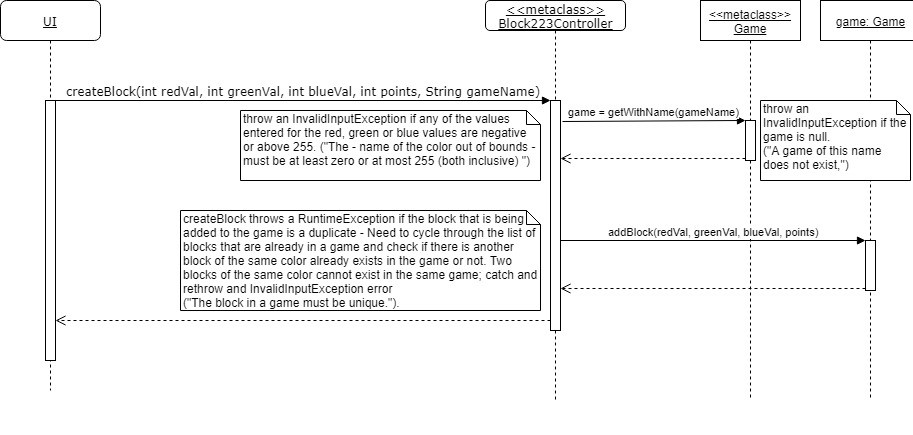 UI
<<metaclass>>
Block223Controller
<<metaclass>>
Game
game: Game
createBlock(int redVal, int greenVal, int blueVal, int points, String gameName)
throw an InvalidInputException if any of the values
entered for the red, green or blue values are negative
or above 255. ("The - name of the color out of bounds -
must be at least zero or at most 255 (both inclusive) ")
game = getWithName(gameName)
throw an
InvalidInputException if the
game is null.
("A game of this name
does not exist,")
createBlock throws a RuntimeException if the block that is being
added to the game is a duplicate - Need to cycle through the list of
blocks that are already in a game and check if there is another
block of the same color already exists in the game or not. Two
blocks of the same color cannot exist in the same game; catch and
rethrow and InvalidInputException error
("The block in a game must be unique.").
addBlock(redVal, greenVal, blueVal, points)